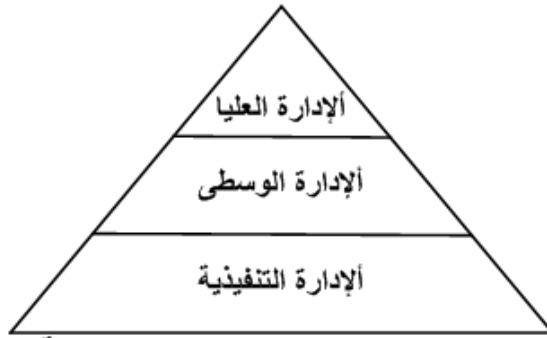 ألإدارة العليا
ألإدارة الوسطى
ألإدارة التنفيذية